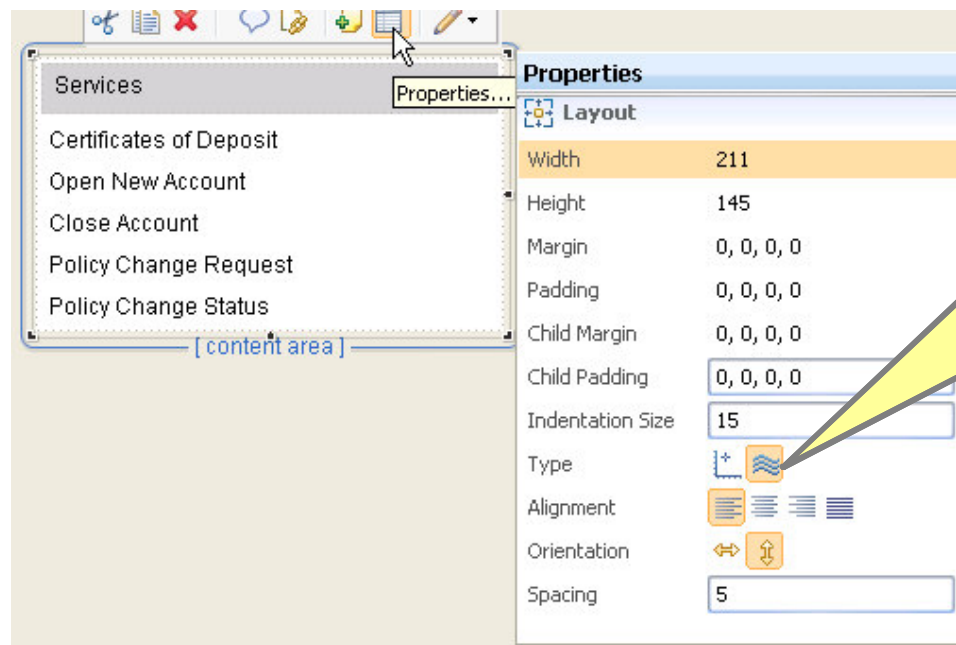 Services
Certificates of Deposit
Open New Account
Close Account
Policy Change Request
Policy Change Status
[ content area ]
Properties...
Properties
Layout
Width 211
Height 145
Margin 0, 0, 0, 0
Padding 0, 0, 0, 0
Child Margin 0, 0, 0, 0
Child Padding 0, 0, 0, 0
Indentation Size 15
Type
Alignment
Orientation
Spacing 5